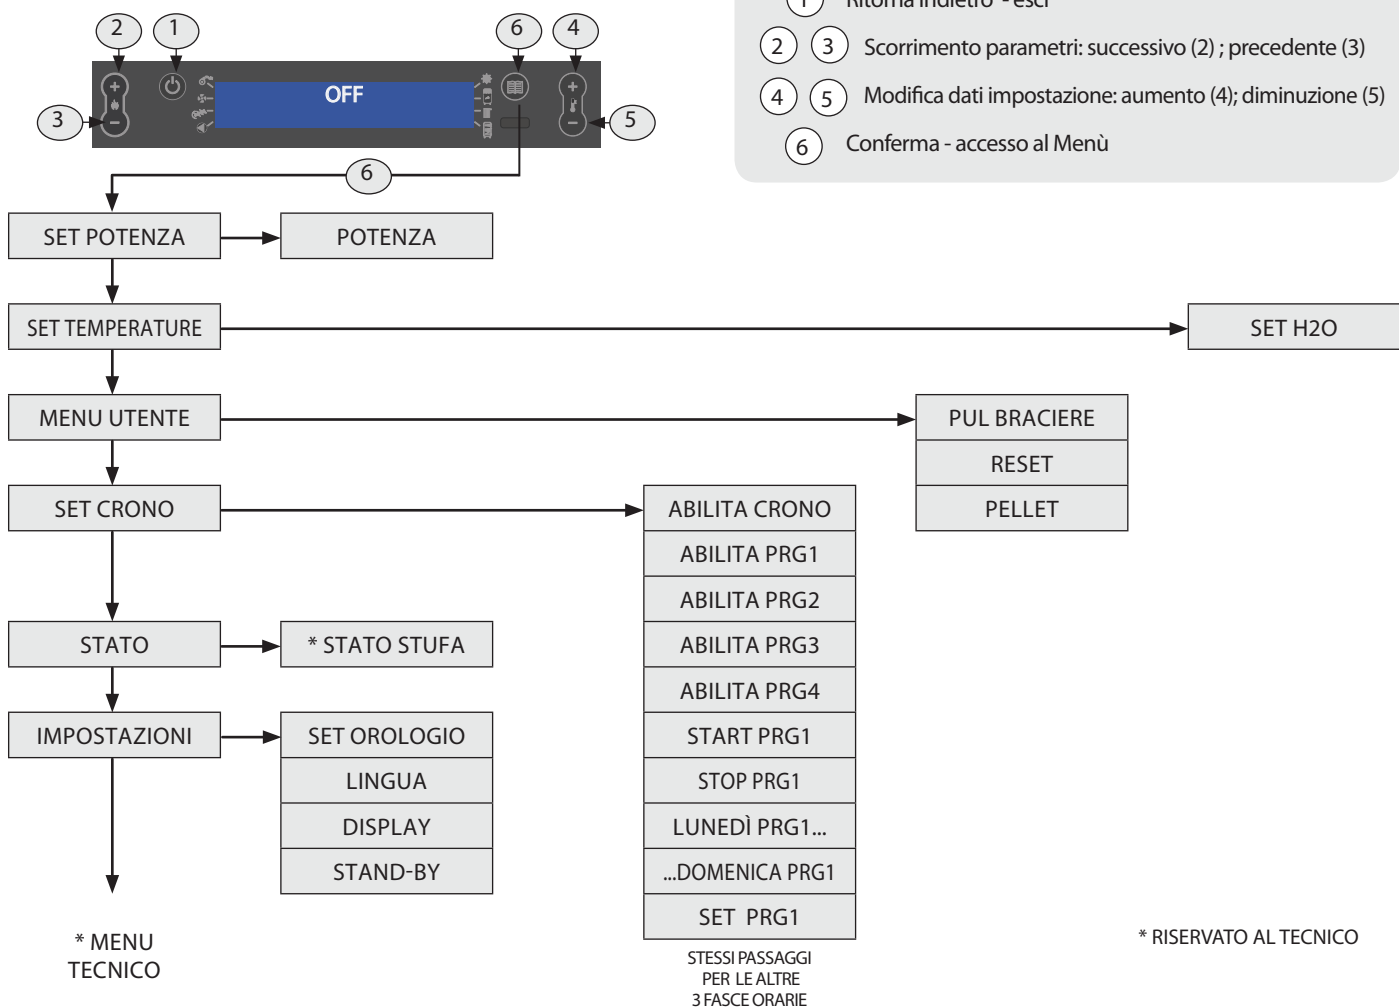 1 Ritorna indietro - esci
2 3 Scorrimento parametri: successivo (2) ; precedente (3)
4 5 Modifica dati impostazione: aumento (4); diminuzione (5)
6 Conferma - accesso al Menù
2 1 6 4
OFF
3 5
6
SET POTENZA
POTENZA
SET TEMPERATURE
SET H2O
MENU UTENTE
PUL BRACIERE
RESET
PELLET
SET CRONO
ABILITA CRONO
ABILITA PRG1
ABILITA PRG2
ABILITA PRG3
ABILITA PRG4
START PRG1
STOP PRG1
LUNEDÌ PRG1...
...DOMENICA PRG1
SET PRG1
STESSI PASSAGGI
PER LE ALTRE
3 FASCE ORARIE
STATO
* STATO STUFA
IMPOSTAZIONI
SET OROLOGIO
LINGUA
DISPLAY
STAND-BY
* MENU
TECNICO
* RISERVATO AL TECNICO